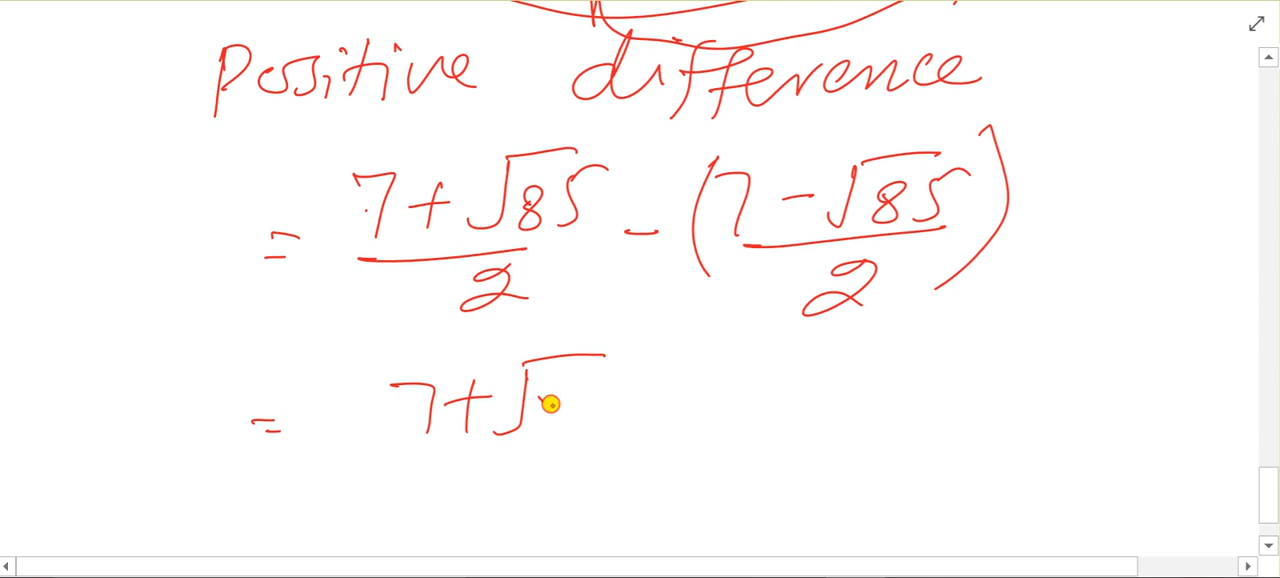 Positive difference
= 7+√85/2 - (7-√85/2)
= 7+√